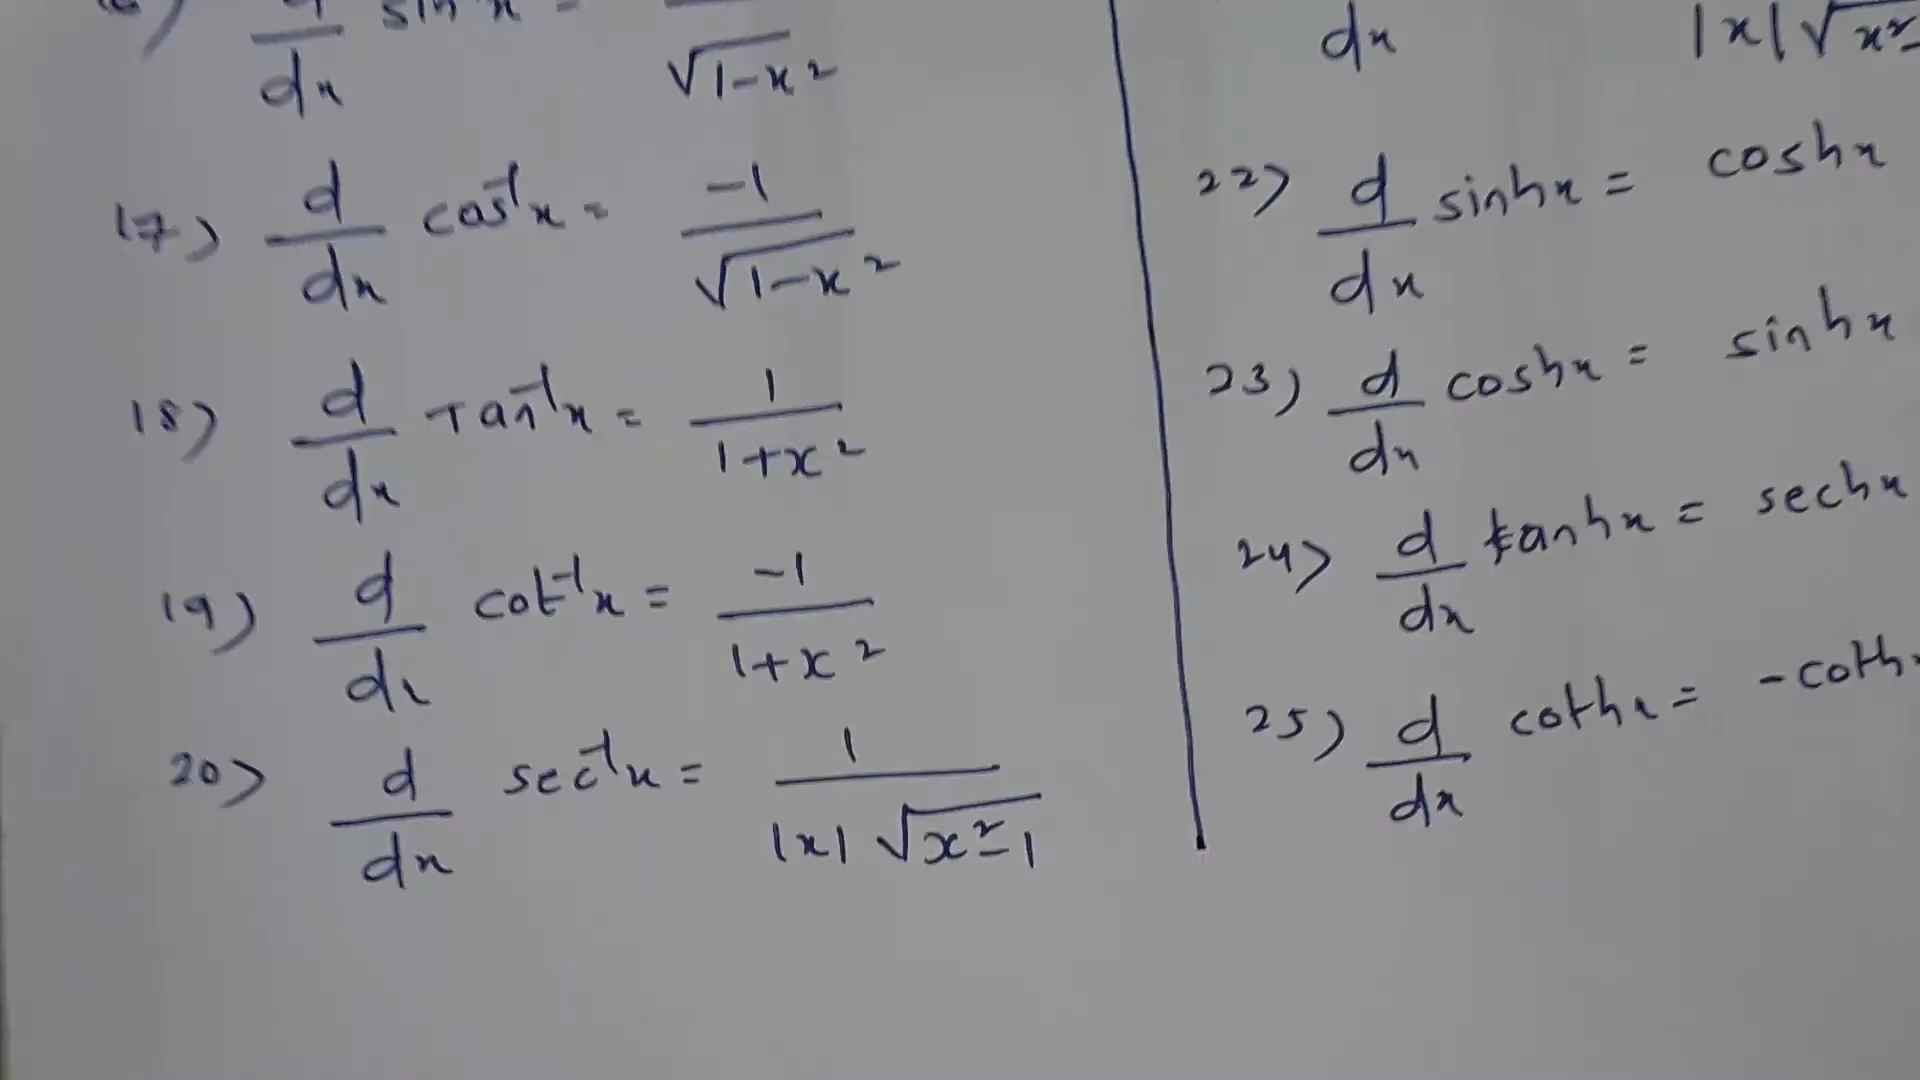 d/dx sin x =   /√1-x²
17) d/dx cos⁻¹x = -1/√1-x²
18) d/dx Tan⁻¹x = 1/1+x²
19) d/dx cot⁻¹x = -1/1+x²
20) d/dx sec⁻¹x = 1/|x|√x²-1
dx |x|√x²-
22) d/dx sinhx = coshx
23) d/dx coshx = sinhx
24) d/dx tanhx = sechx
25) d/dx cothx = -coth